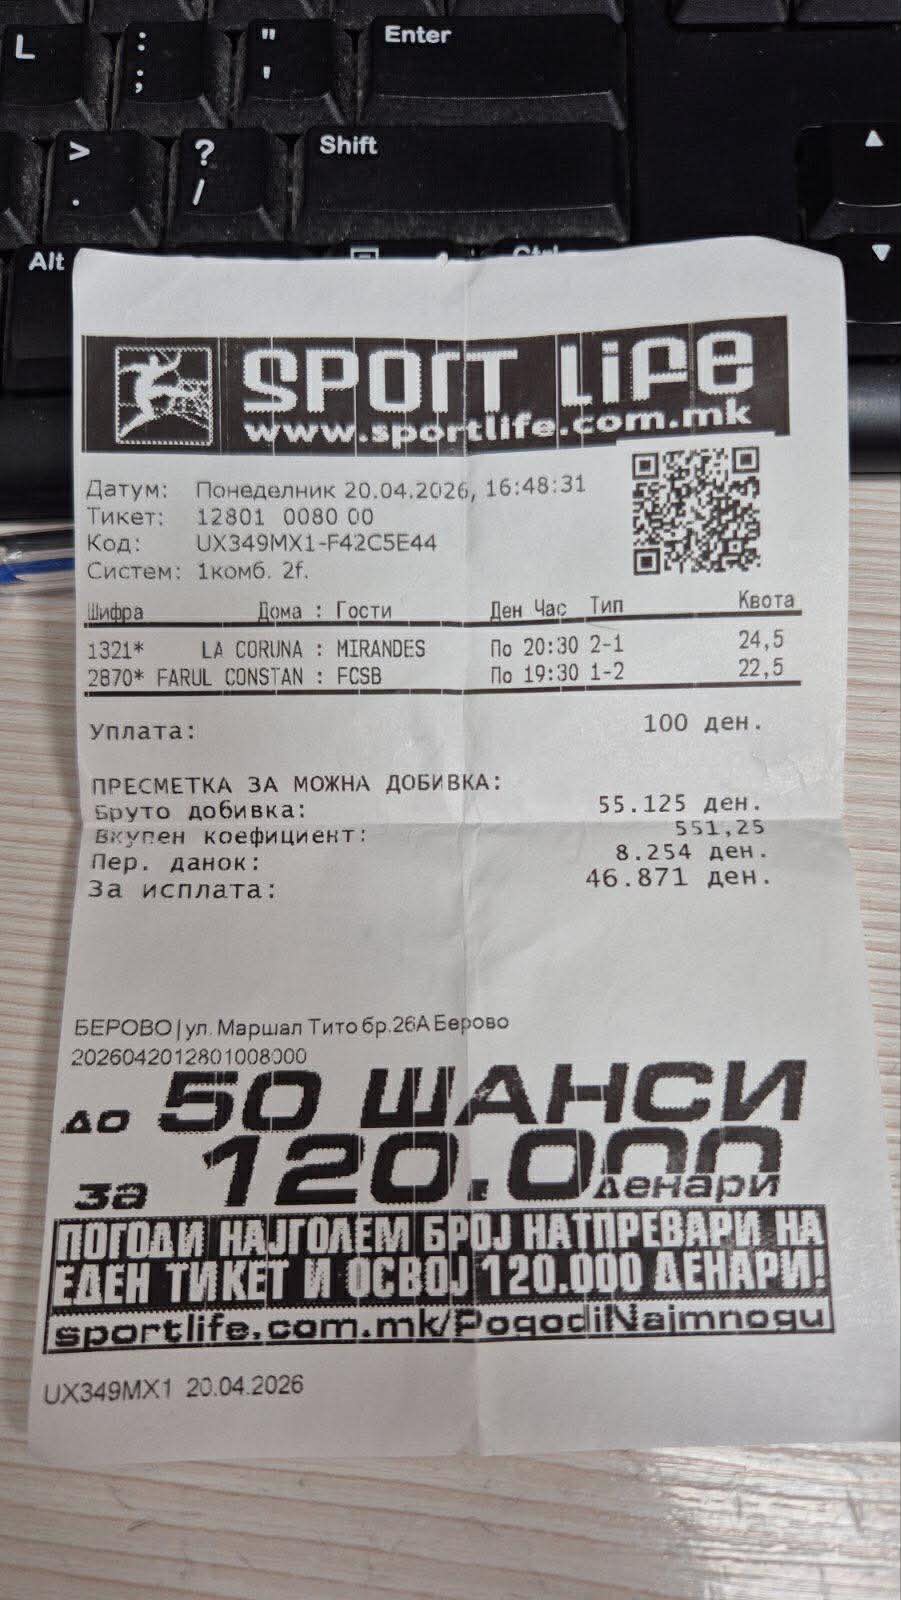 L
:
;
"
'
Enter
>
.
?
/
Shift
▲
Alt
Ctrl
▼
SPORT LIFE
www.sportlife.com.mk
Датум: Понеделник 20.04.2026, 16:48:31
Тикет: 12801 0080 00
Код: UX349MX1-F42C5E44
Систем: 1комб. 2f.
Шифра Дома : Гости Ден Час Тип Квота
1321* LA CORUNA : MIRANDES По 20:30 2-1 24,5
2870* FARUL CONSTAN : FCSB По 19:30 1-2 22,5
Уплата: 100 ден.
ПРЕСМЕТКА ЗА МОЖНА ДОБИВКА:
Бруто добивка: 55.125 ден.
Вкупен коефициент: 551,25
Пер. данок: 8.254 ден.
За исплата: 46.871 ден.
БЕРОВО|ул. Маршал Тито бр.26А Берово
2026042012801008000
до 50 ШАНСИ
за 120.000 денари
ПОГОДИ НАЈГОЛЕМ БРОЈ НАТПРЕВАРИ НА
ЕДЕН ТИКЕТ И ОСВОЈ 120.000 ДЕНАРИ!
sportlife.com.mk/PogodiNajmnogu
UX349MX1 20.04.2026